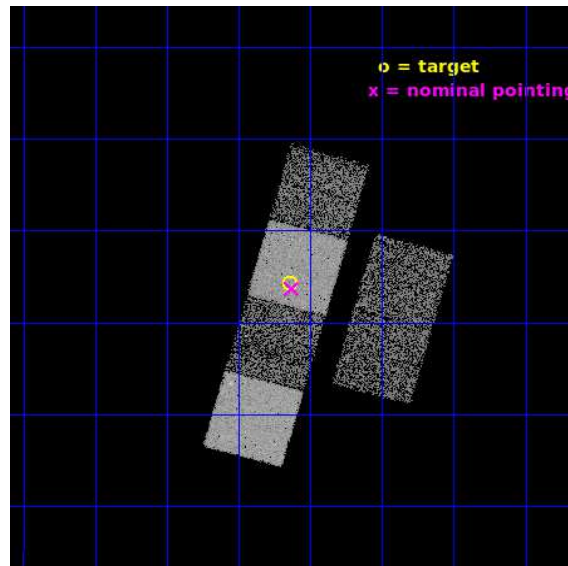 o = target
x = nominal pointing